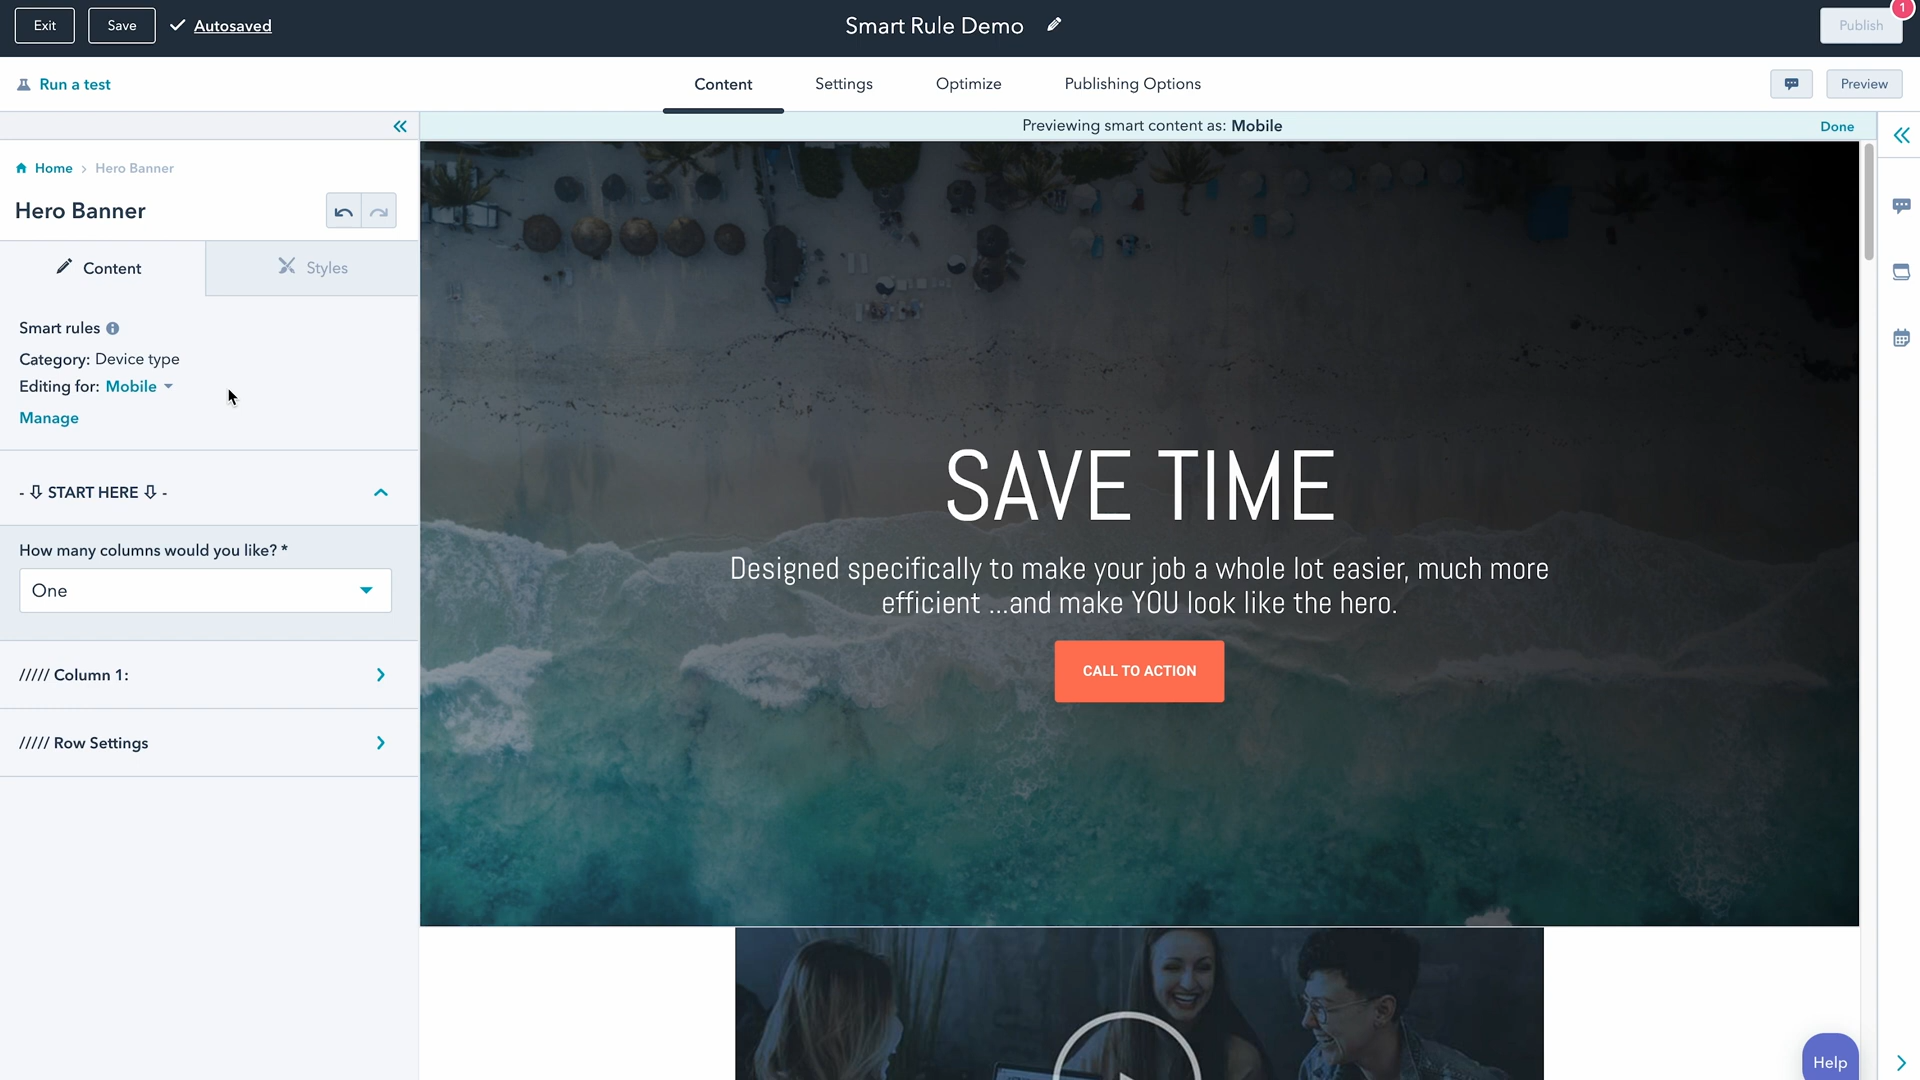 Exit
Save
Autosaved
Smart Rule Demo
Publish
1
Run a test
Content
Settings
Optimize
Publishing Options
Preview
Previewing smart content as: Mobile
Done
Home › Hero Banner
Hero Banner
Content
Styles
Smart rules
Category: Device type
Editing for: Mobile
Manage
- ⇩ START HERE ⇩ -
How many columns would you like? *
One
///// Column 1:
///// Row Settings
SAVE TIME
Designed specifically to make your job a whole lot easier, much more
efficient ...and make YOU look like the hero.
CALL TO ACTION
Help